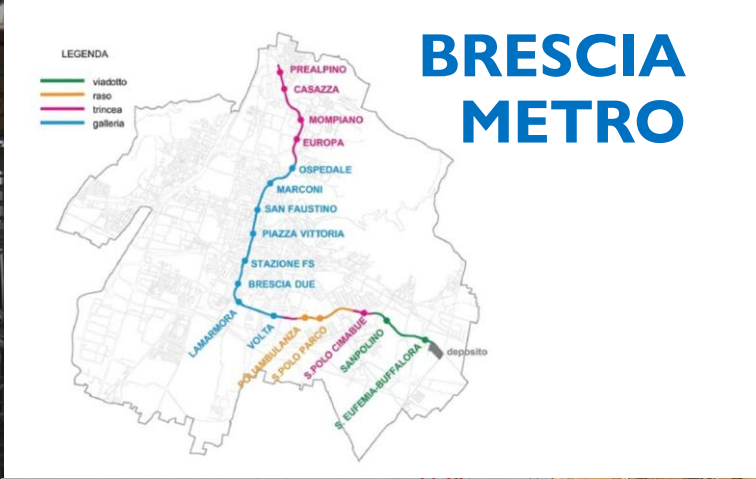 BRESCIA
METRO
LEGENDA
viadotto
raso
trincea
galleria
PREALPINO
CASAZZA
MOMPIANO
EUROPA
OSPEDALE
MARCONI
SAN FAUSTINO
PIAZZA VITTORIA
STAZIONE FS
BRESCIA DUE
LAMARMORA
VOLTA
POLIAMBULANZA
S.POLO PARCO
S.POLO CIMABUE
SANPOLINO
S. EUFEMIA-BUFFALORA
deposito